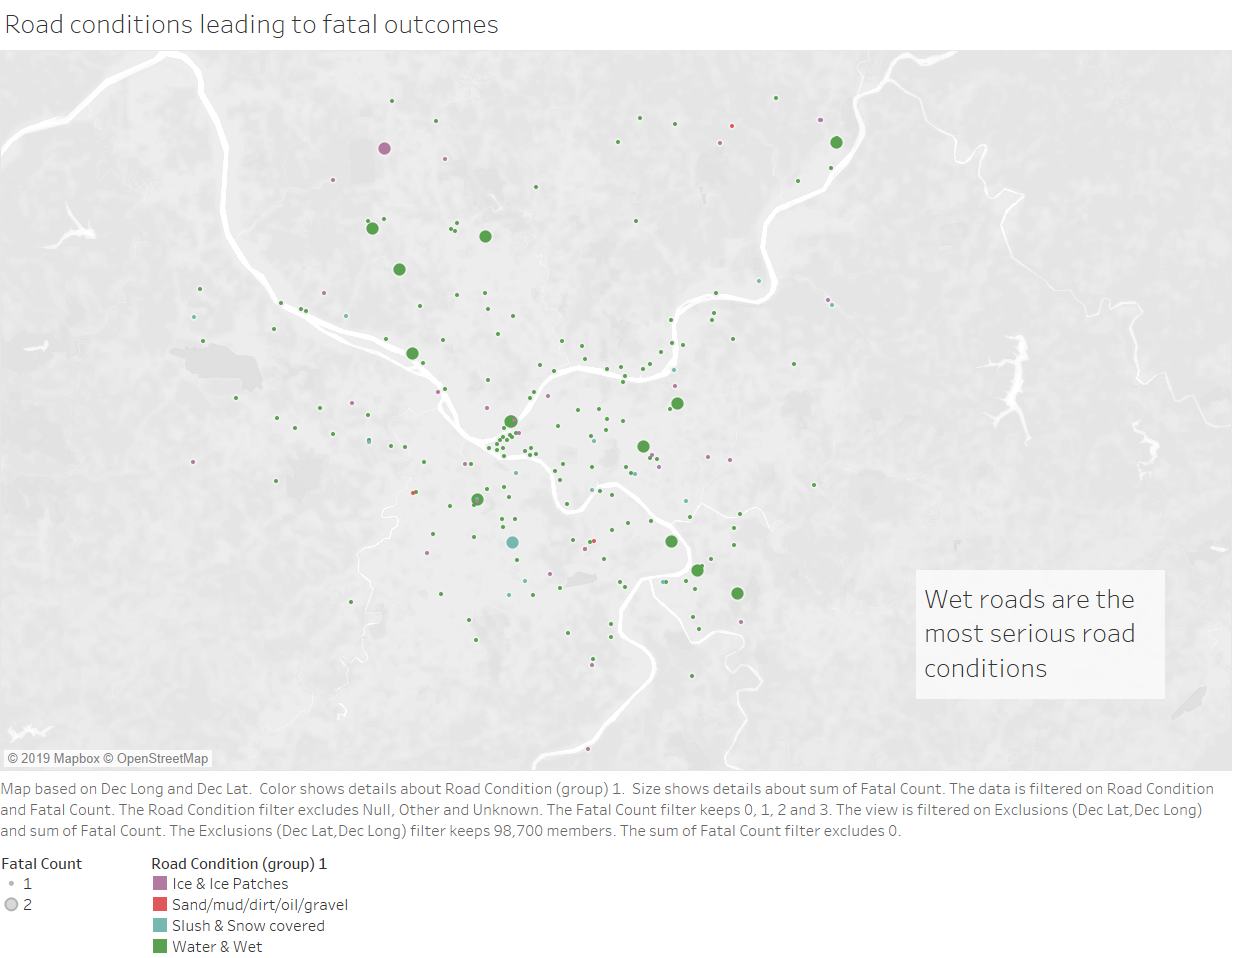 Road conditions leading to fatal outcomes
Wet roads are the
most serious road
conditions
© 2019 Mapbox © OpenStreetMap
Map based on Dec Long and Dec Lat.  Color shows details about Road Condition (group) 1.  Size shows details about sum of Fatal Count. The data is filtered on Road Condition
and Fatal Count. The Road Condition filter excludes Null, Other and Unknown. The Fatal Count filter keeps 0, 1, 2 and 3. The view is filtered on Exclusions (Dec Lat,Dec Long)
and sum of Fatal Count. The Exclusions (Dec Lat,Dec Long) filter keeps 98,700 members. The sum of Fatal Count filter excludes 0.
Fatal Count
1
2
Road Condition (group) 1
Ice & Ice Patches
Sand/mud/dirt/oil/gravel
Slush & Snow covered
Water & Wet